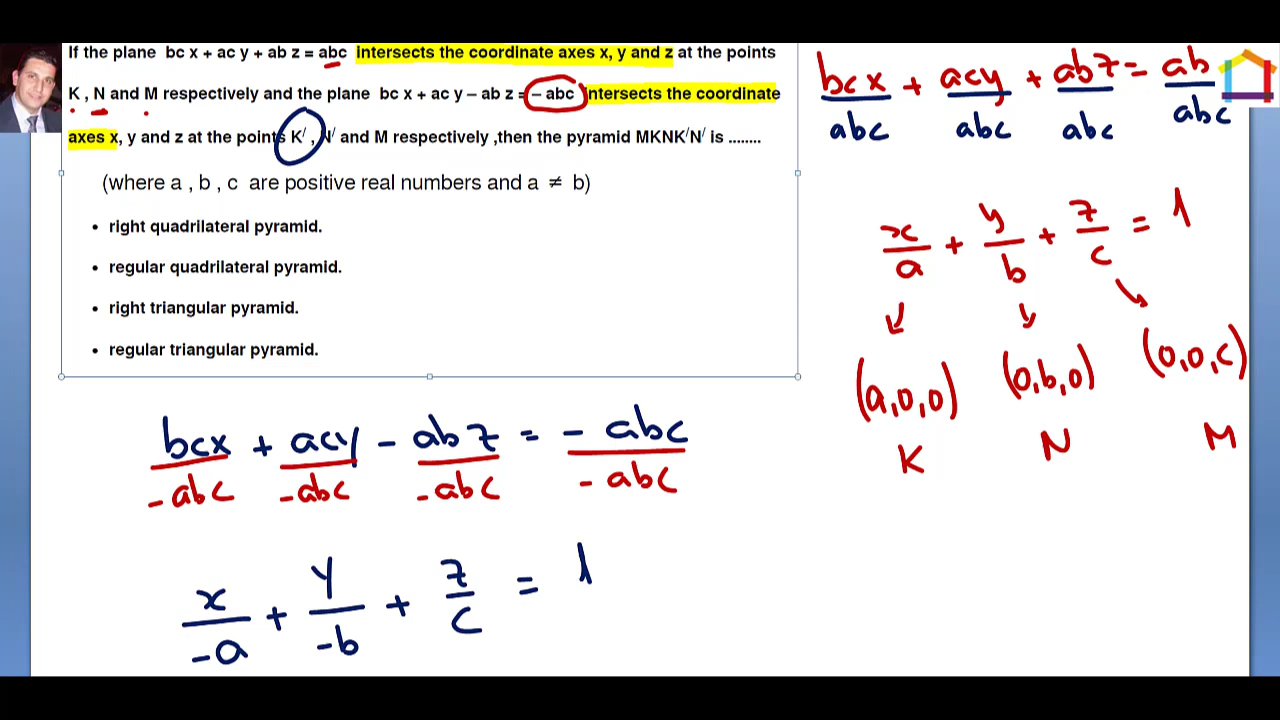 If the plane bc x + ac y + ab z = abc intersects the coordinate axes x, y and z at the points
K , N and M respectively and the plane bc x + ac y – ab z = – abc intersects the coordinate
axes x, y and z at the points K/ , N/ and M respectively ,then the pyramid MKNK/N/ is ........
(where a , b , c are positive real numbers and a ≠ b)
• right quadrilateral pyramid.
• regular quadrilateral pyramid.
• right triangular pyramid.
• regular triangular pyramid.
bcx/abc + acy/abc + abz/abc = ab/abc
x/a + y/b + z/c = 1
(a,0,0) (0,b,0) (0,0,c)
K N M
bcx/-abc + acy/-abc - abz/-abc = - abc/-abc
x/-a + y/-b + z/c = 1